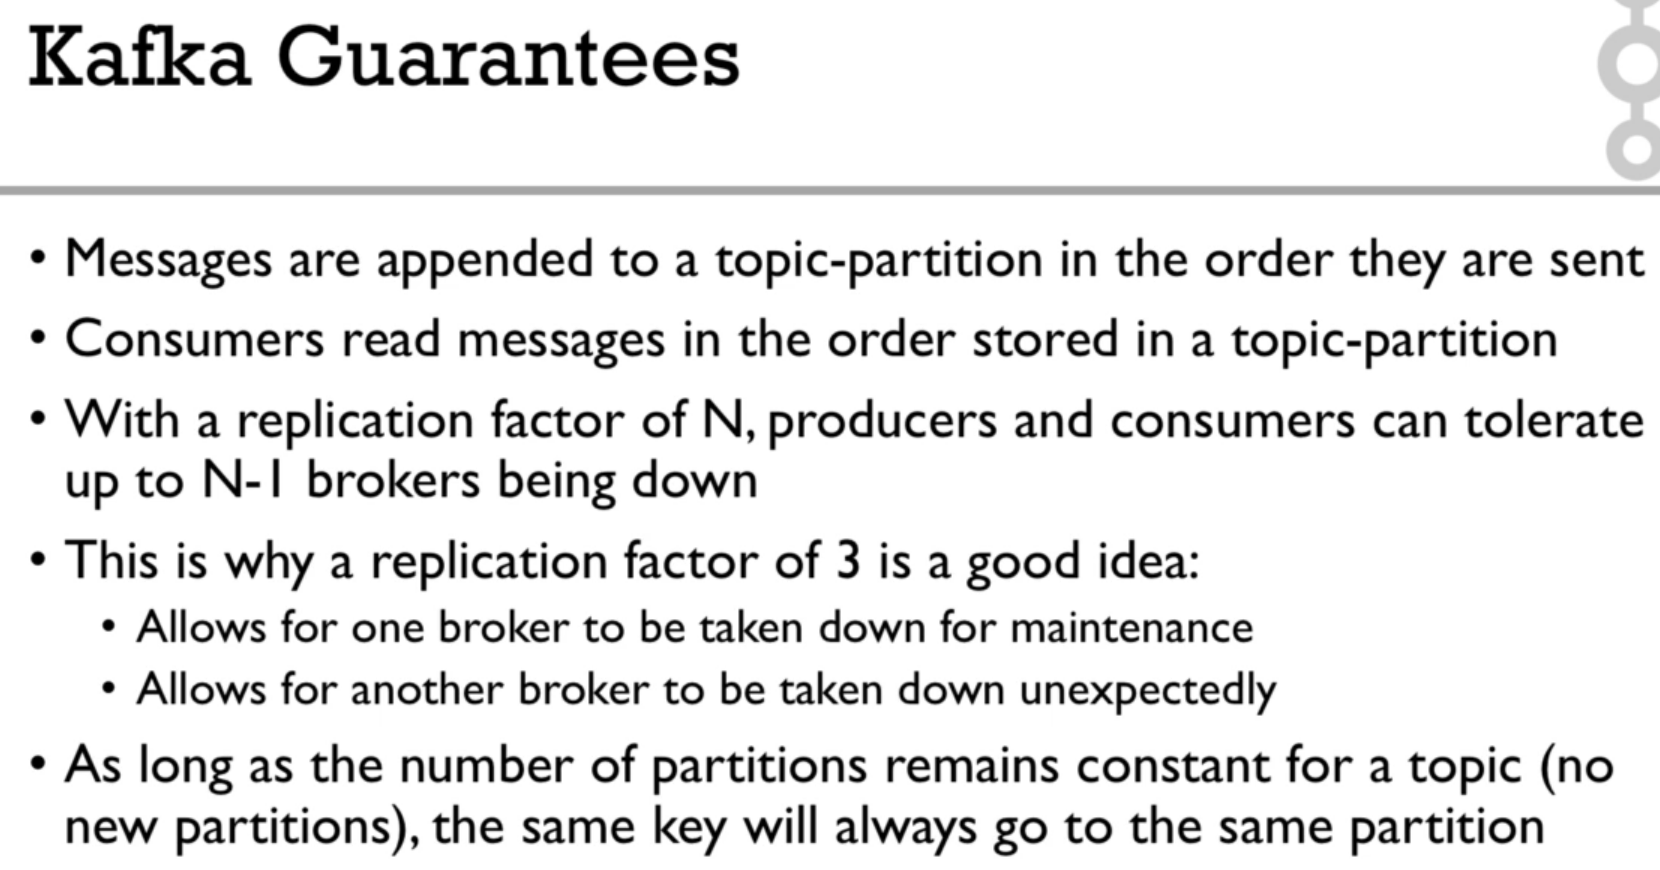 Kafka Guarantees
• Messages are appended to a topic-partition in the order they are sent
• Consumers read messages in the order stored in a topic-partition
• With a replication factor of N, producers and consumers can tolerate
up to N-1 brokers being down
• This is why a replication factor of 3 is a good idea:
• Allows for one broker to be taken down for maintenance
• Allows for another broker to be taken down unexpectedly
• As long as the number of partitions remains constant for a topic (no
new partitions), the same key will always go to the same partition